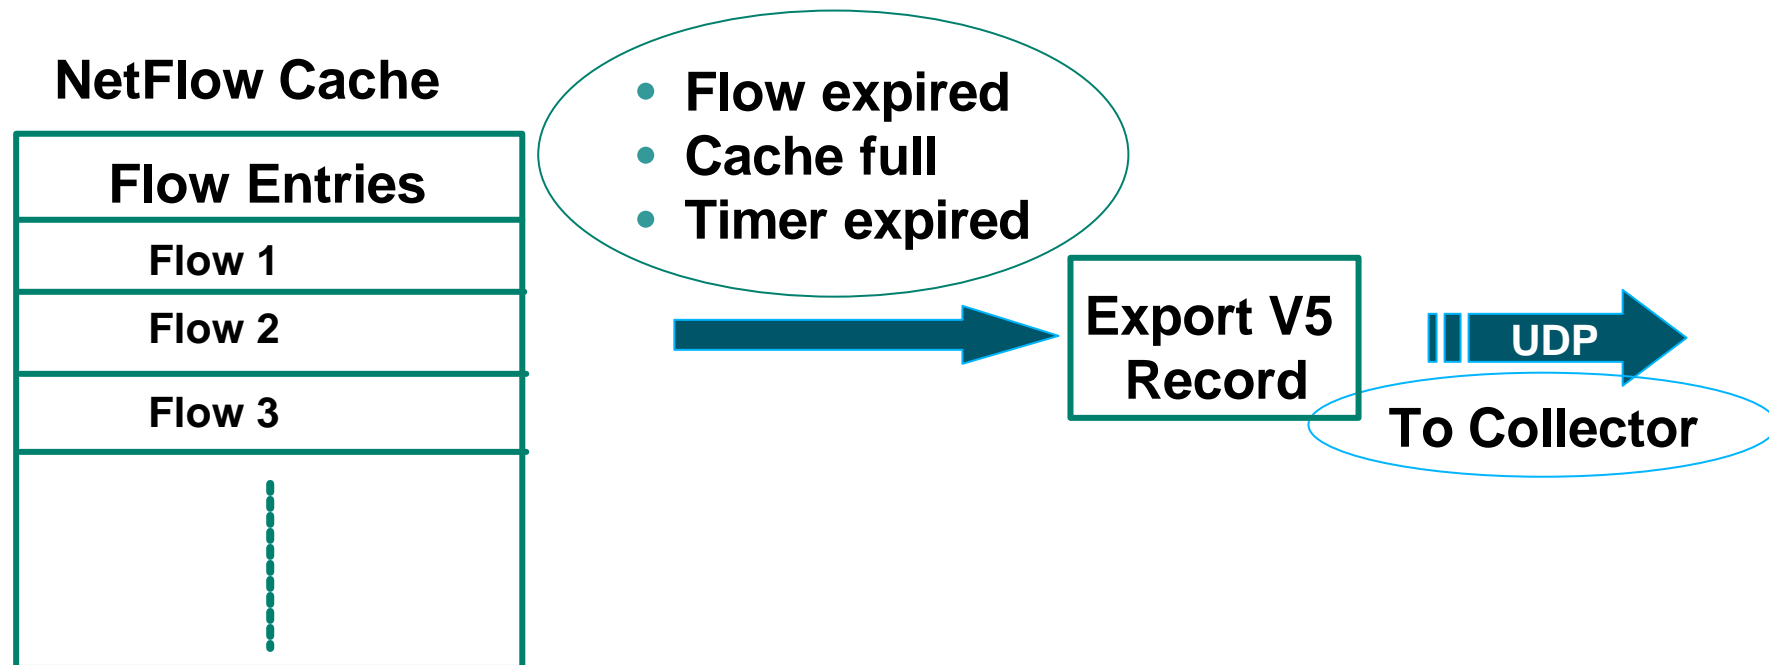 NetFlow Cache
Flow Entries
Flow 1
Flow 2
Flow 3
• Flow expired
• Cache full
• Timer expired
Export V5
Record
UDP
To Collector